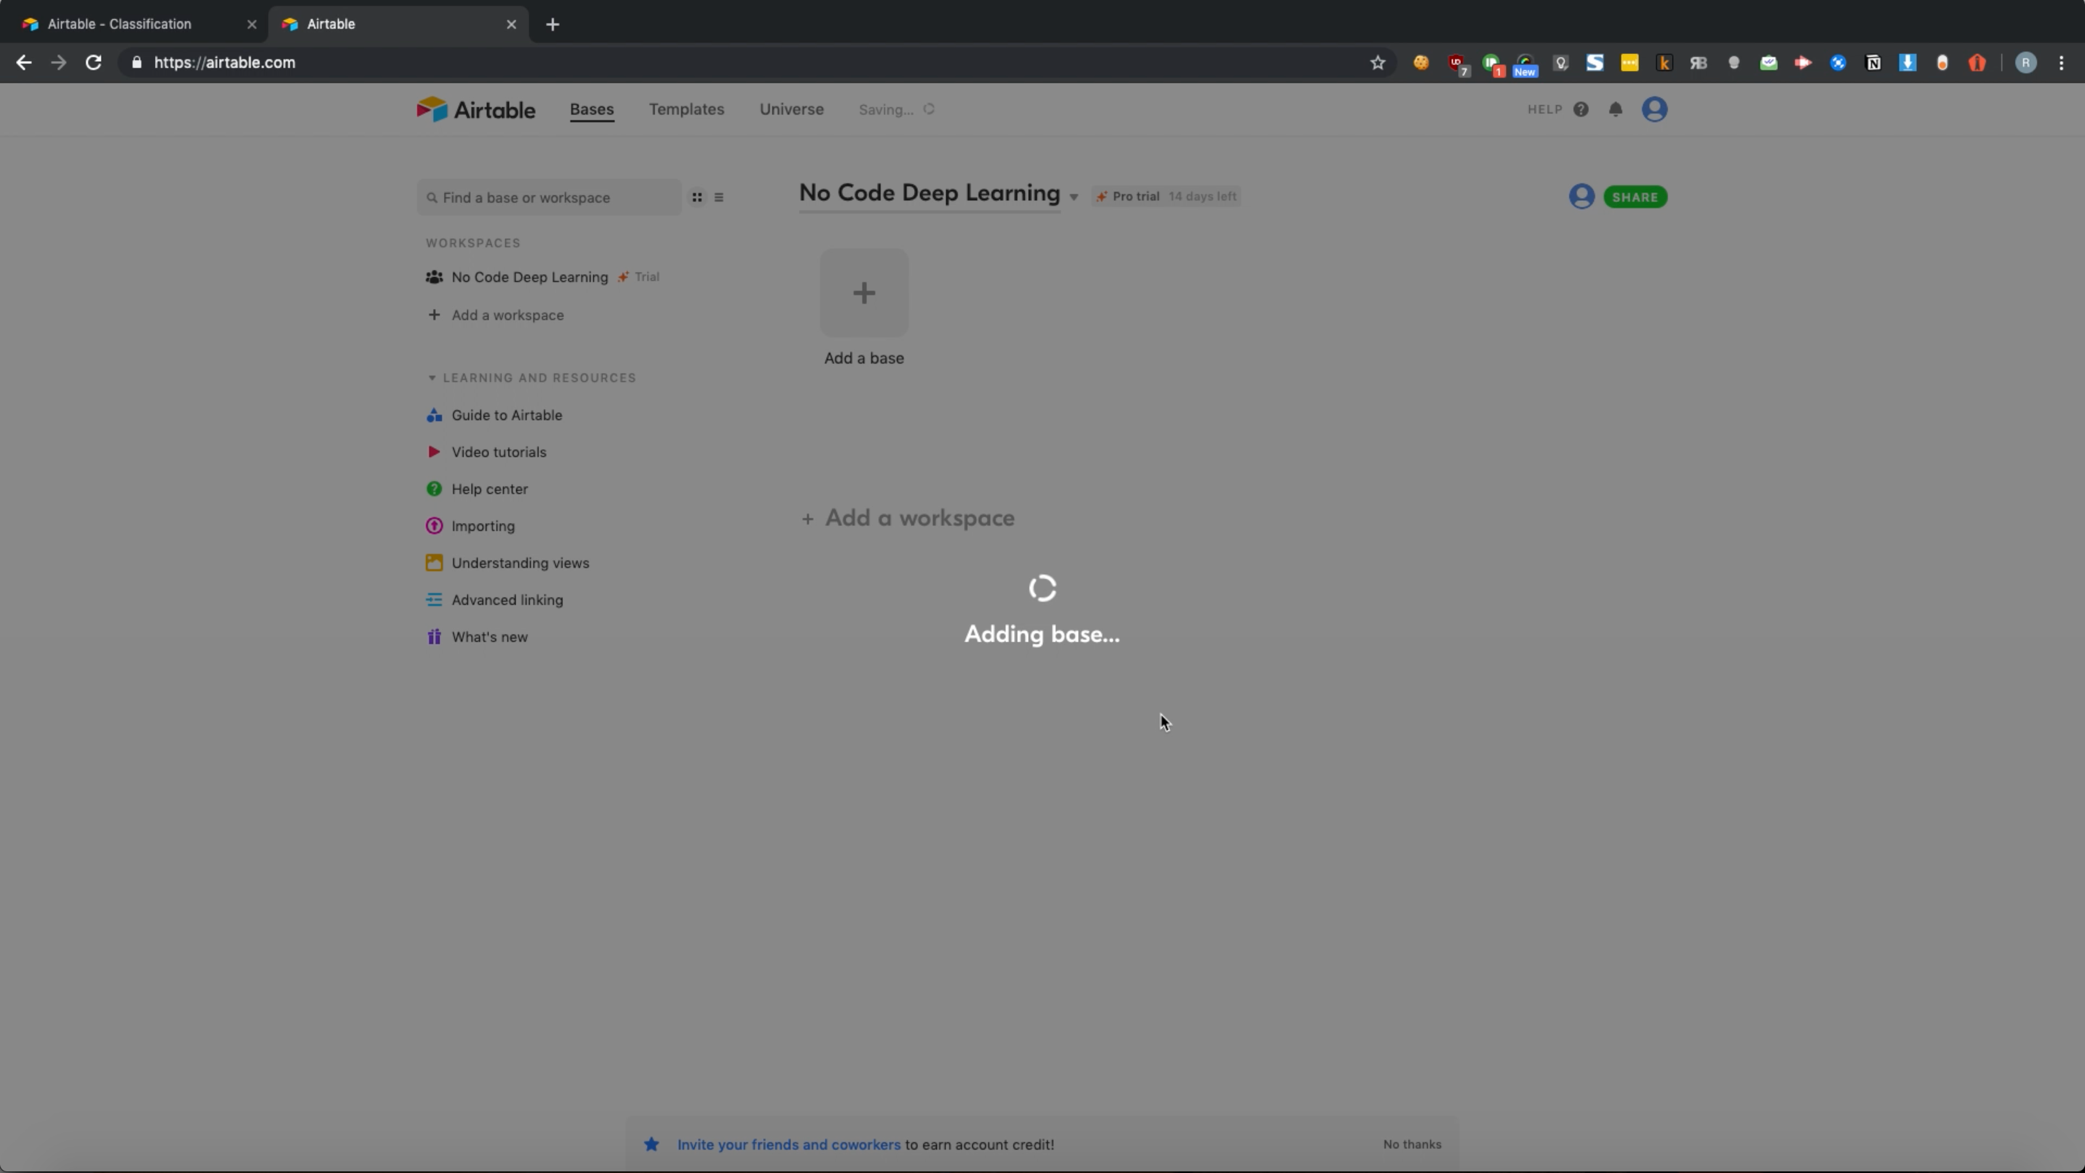 Airtable - Classification
Airtable
https://airtable.com
7
1
New
R
Airtable
Bases
Templates
Universe
Saving...
HELP
Find a base or workspace
WORKSPACES
No Code Deep Learning
Trial
Add a workspace
LEARNING AND RESOURCES
Guide to Airtable
Video tutorials
Help center
Importing
Understanding views
Advanced linking
What's new
No Code Deep Learning
Pro trial 14 days left
SHARE
Add a base
+ Add a workspace
Adding base...
Invite your friends and coworkers to earn account credit!
No thanks